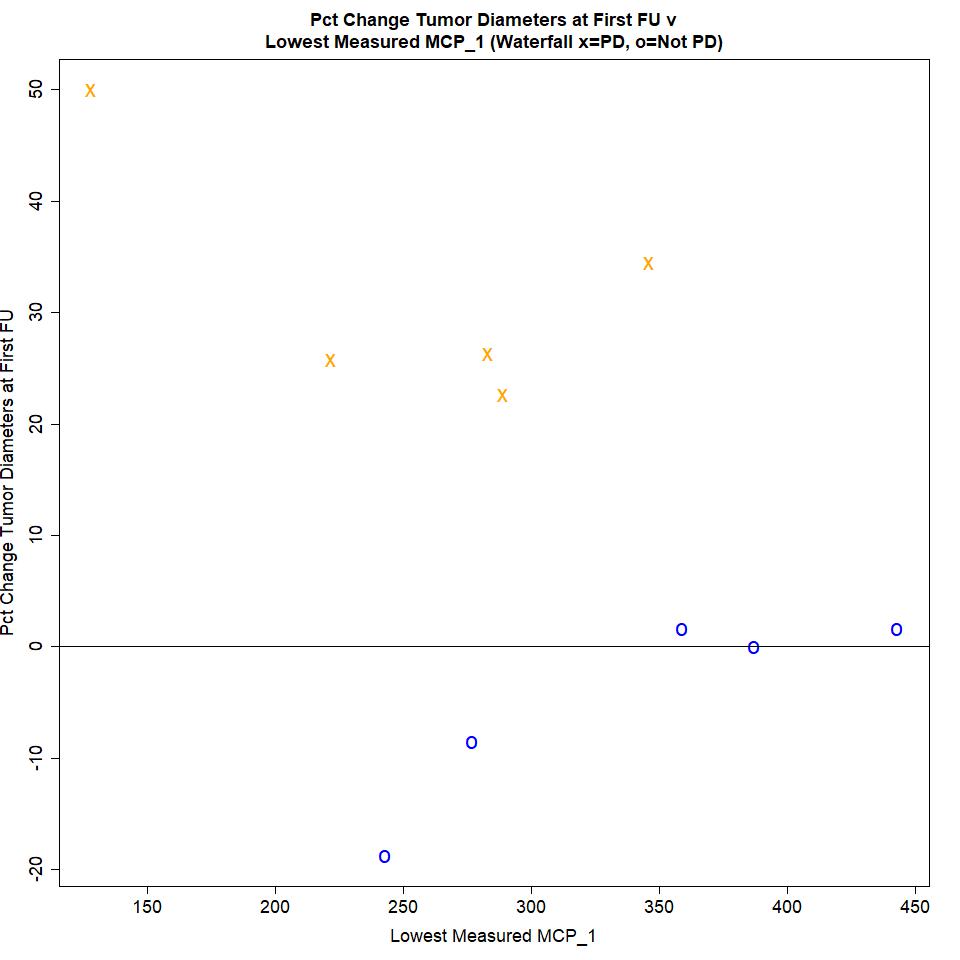 Pct Change Tumor Diameters at First FU v
Lowest Measured MCP_1 (Waterfall x=PD, o=Not PD)
Pct Change Tumor Diameters at First FU
50
40
30
20
10
0
-10
-20
X
X
X
X
X
O
O
O
O
O
150
200
250
300
350
400
450
Lowest Measured MCP_1